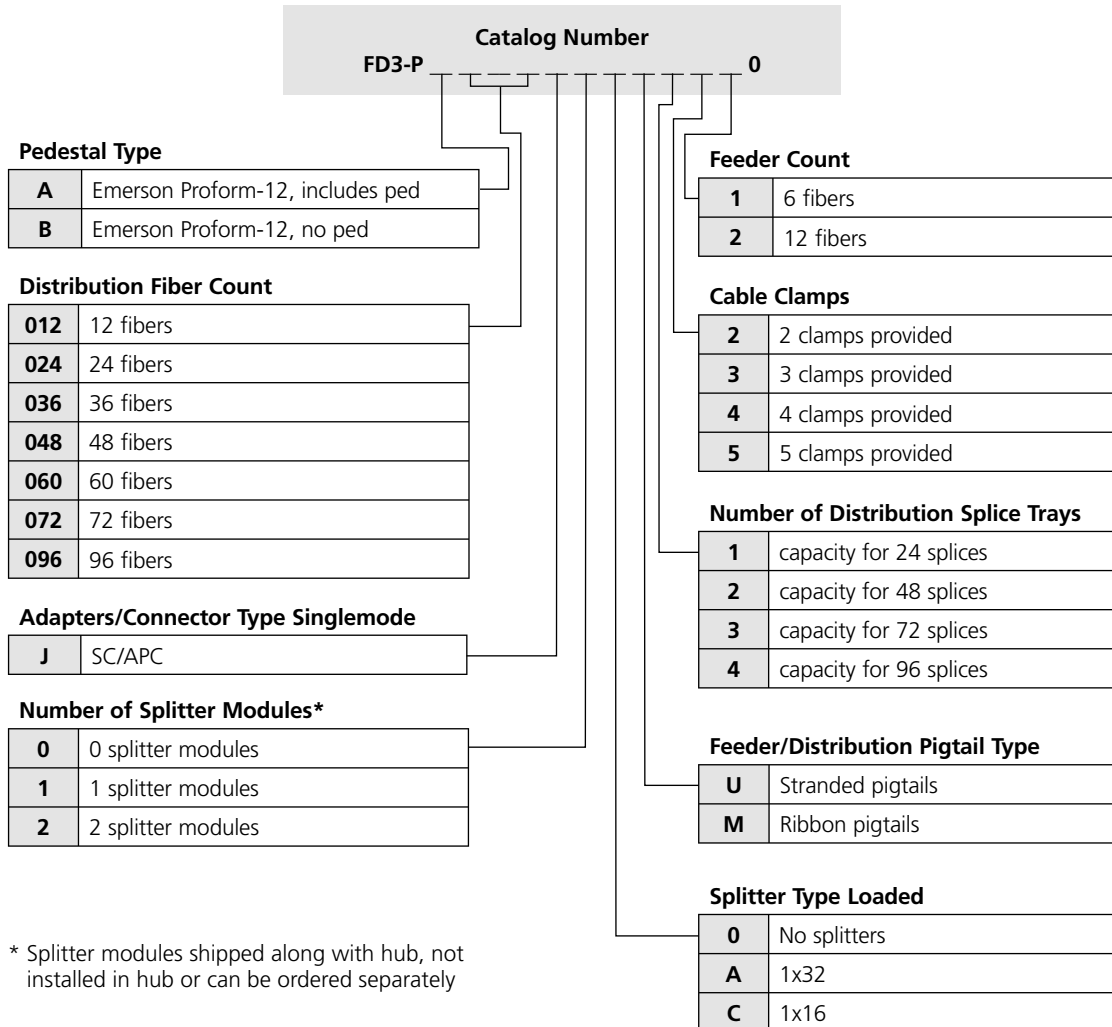 Catalog Number
FD3-P _ _ _ _ _ _ _ _ _ _ _ 0
Pedestal Type
A Emerson Proform-12, includes ped
B Emerson Proform-12, no ped
Distribution Fiber Count
012 12 fibers
024 24 fibers
036 36 fibers
048 48 fibers
060 60 fibers
072 72 fibers
096 96 fibers
Adapters/Connector Type Singlemode
J SC/APC
Number of Splitter Modules*
0 0 splitter modules
1 1 splitter modules
2 2 splitter modules
* Splitter modules shipped along with hub, not
installed in hub or can be ordered separately
Feeder Count
1 6 fibers
2 12 fibers
Cable Clamps
2 2 clamps provided
3 3 clamps provided
4 4 clamps provided
5 5 clamps provided
Number of Distribution Splice Trays
1 capacity for 24 splices
2 capacity for 48 splices
3 capacity for 72 splices
4 capacity for 96 splices
Feeder/Distribution Pigtail Type
U Stranded pigtails
M Ribbon pigtails
Splitter Type Loaded
0 No splitters
A 1x32
C 1x16